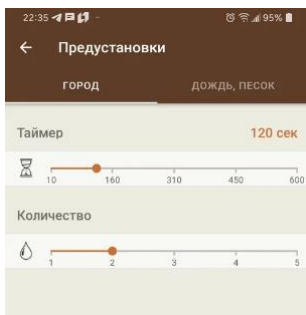 22:35 95%
Предустановки
ГОРОД ДОЖДЬ, ПЕСОК
Таймер 120 сек
10 160 310 450 600
Количество
1 2 3 4 5